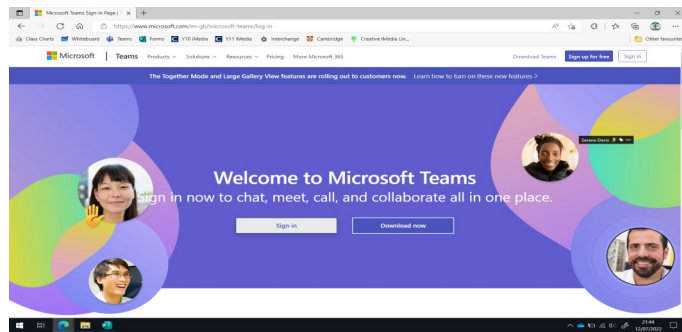 Microsoft Teams Sign-In Page |
https://www.microsoft.com/en-gb/microsoft-teams/log-in
Class Charts Whiteboard Teams Forms Y10 iMedia Y11 iMedia Interchange Cambridge Creative iMedia Lin... Other favourite
Microsoft | Teams Products Solutions Resources Pricing More Microsoft 365 Download Teams Sign up for free Sign in
The Together Mode and Large Gallery View features are rolling out to customers now. Learn how to turn on these new features >
Serena Davis
Welcome to Microsoft Teams
Sign in now to chat, meet, call, and collaborate all in one place.
Sign in Download now
21:44
12/07/2022